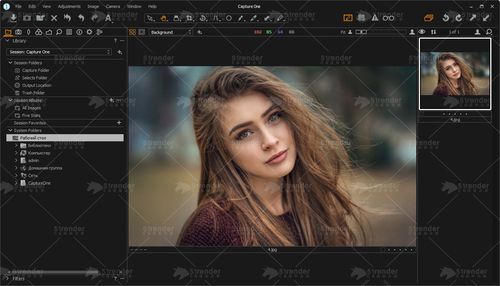 Capture One
File Edit View Adjustments Image Camera Window Help
Library
Session: Capture One
Session Folders
Capture Folder
Selects Folder
Output Location
Trash Folder
Session Albums
All Images
Five Stars
Session Favorites
System Folders
Рабочий стол
Библиотеки
Компьютер
admin
Домашняя группа
Сеть
CaptureOne
Filters
Background
Fit
1 of 1
4.jpg
4.jpg
5render